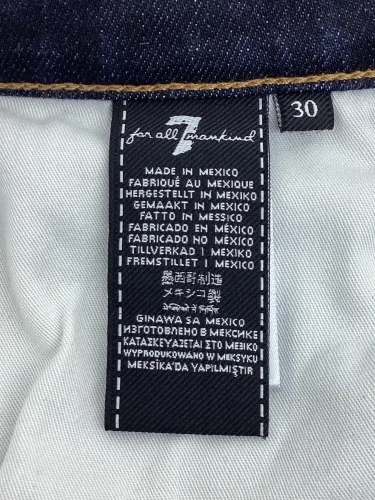 7
for all mankind
30
MADE IN MEXICO
FABRIQUÉ AU MEXIQUE
HERGESTELLT IN MEXIKO
GEMAAKT IN MEXICO
FATTO IN MESSICO
FABRICADO EN MÉXICO
FABRICADO NO MÉXICO
TILLVERKAD I MEXIKO
FREMSTILLET I MEXICO
墨西哥制造
メキシコ製
GINAWA SA MEXICO
ИЗГОТОВЛЕНО В МЕКСИКЕ
ΚΑΤΑΣΚΕΥΑΖΕΤΑΙ ΣΤΟ ΜΕΞΙΚΟ
WYPRODUKOWANO W MEKSYKU
MEKSİKA'DA YAPILMIŞTIR